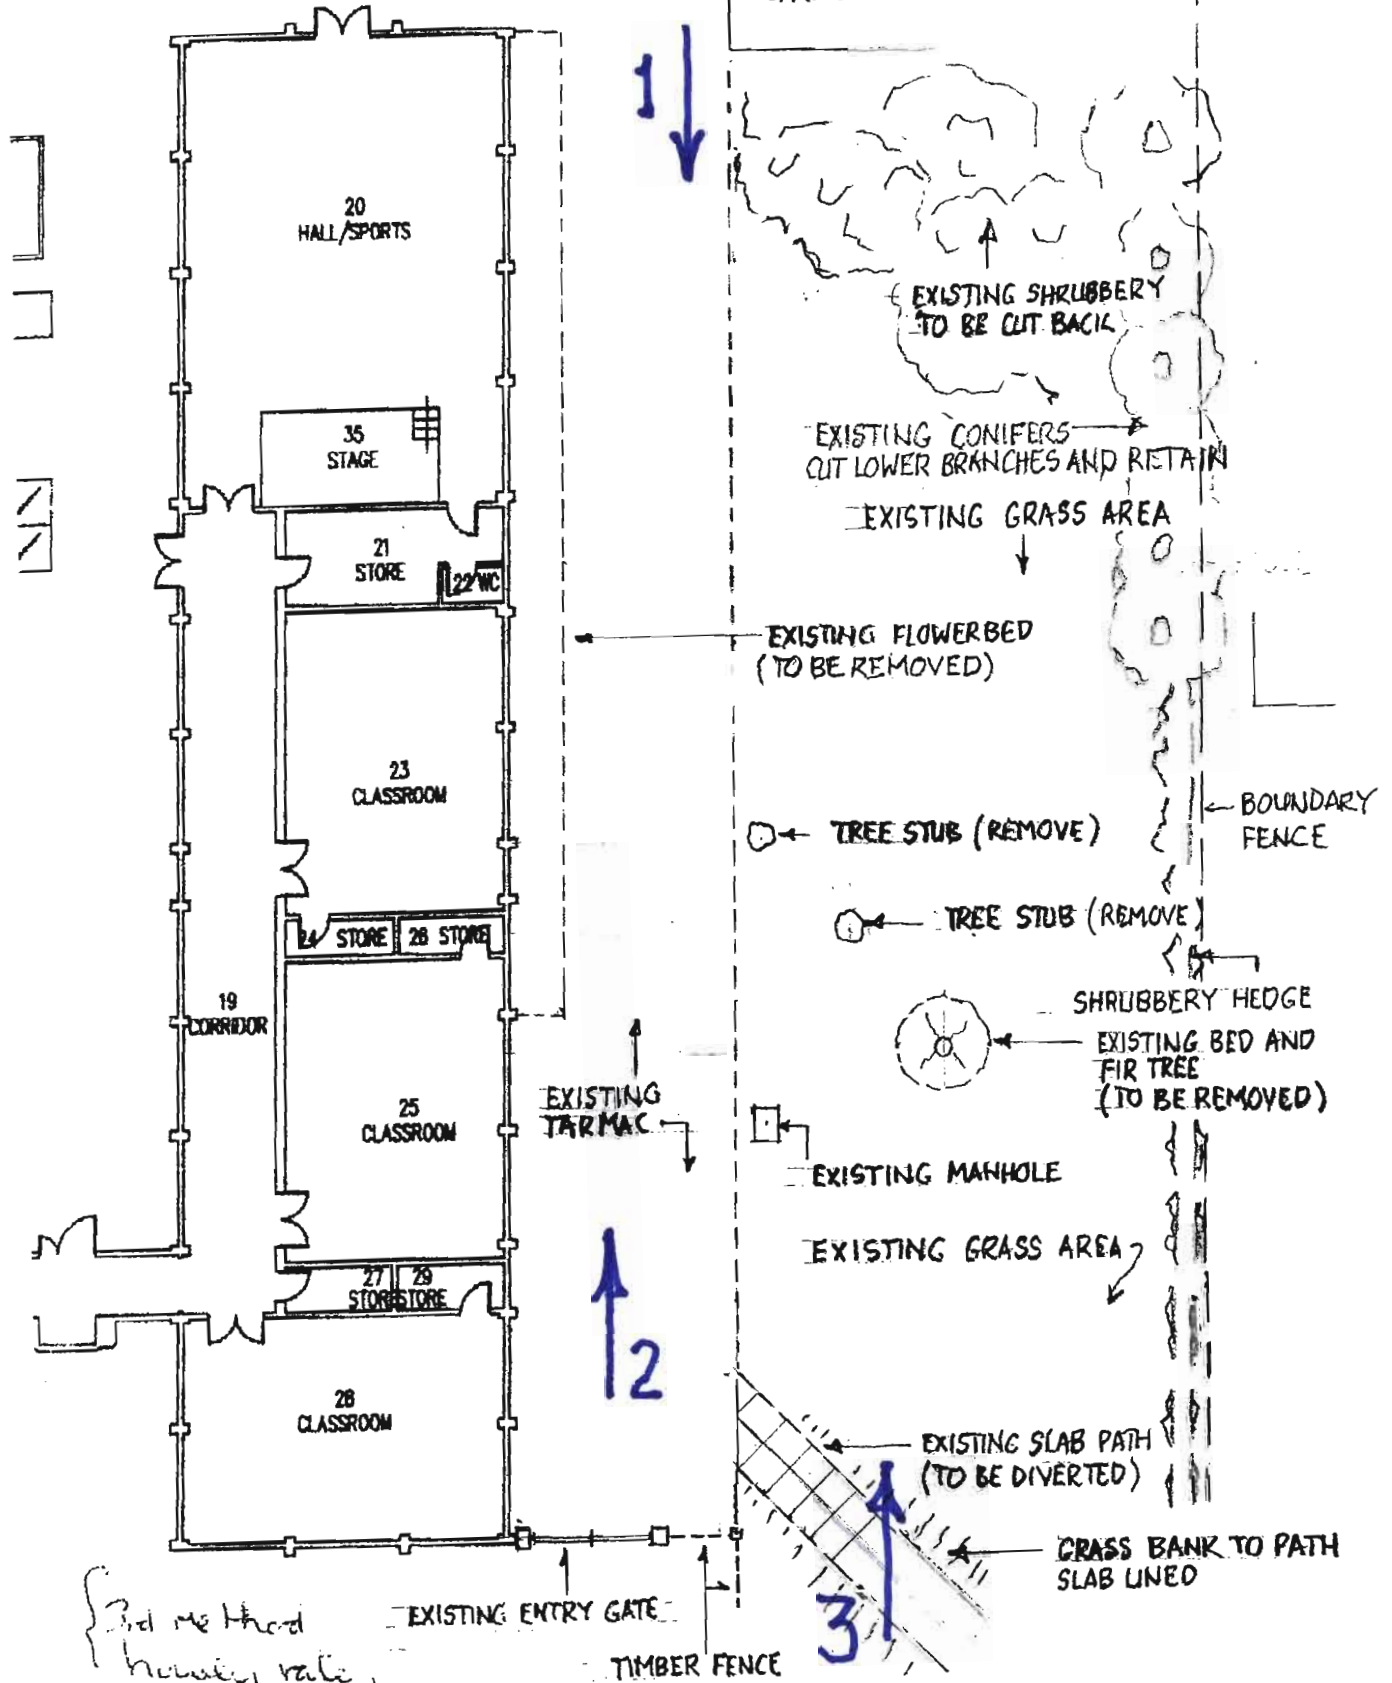 1
20
HALL/SPORTS
EXISTING SHRUBBERY
TO BE CUT BACK
35
STAGE
EXISTING CONIFERS
CUT LOWER BRANCHES AND RETAIN
EXISTING GRASS AREA
21
STORE
22 WC
EXISTING FLOWERBED
(TO BE REMOVED)
23
CLASSROOM
BOUNDARY
FENCE
TREE STUB (REMOVE)
TREE STUB (REMOVE)
24 STORE
26 STORE
19
CORRIDOR
SHRUBBERY HEDGE
EXISTING BED AND
FIR TREE
(TO BE REMOVED)
EXISTING
TARMAC
25
CLASSROOM
EXISTING MANHOLE
EXISTING GRASS AREA
27
STORE
29
STORE
2
28
CLASSROOM
EXISTING SLAB PATH
(TO BE DIVERTED)
GRASS BANK TO PATH
SLAB LINED
3
EXISTING ENTRY GATE
TIMBER FENCE
3rd method
rate